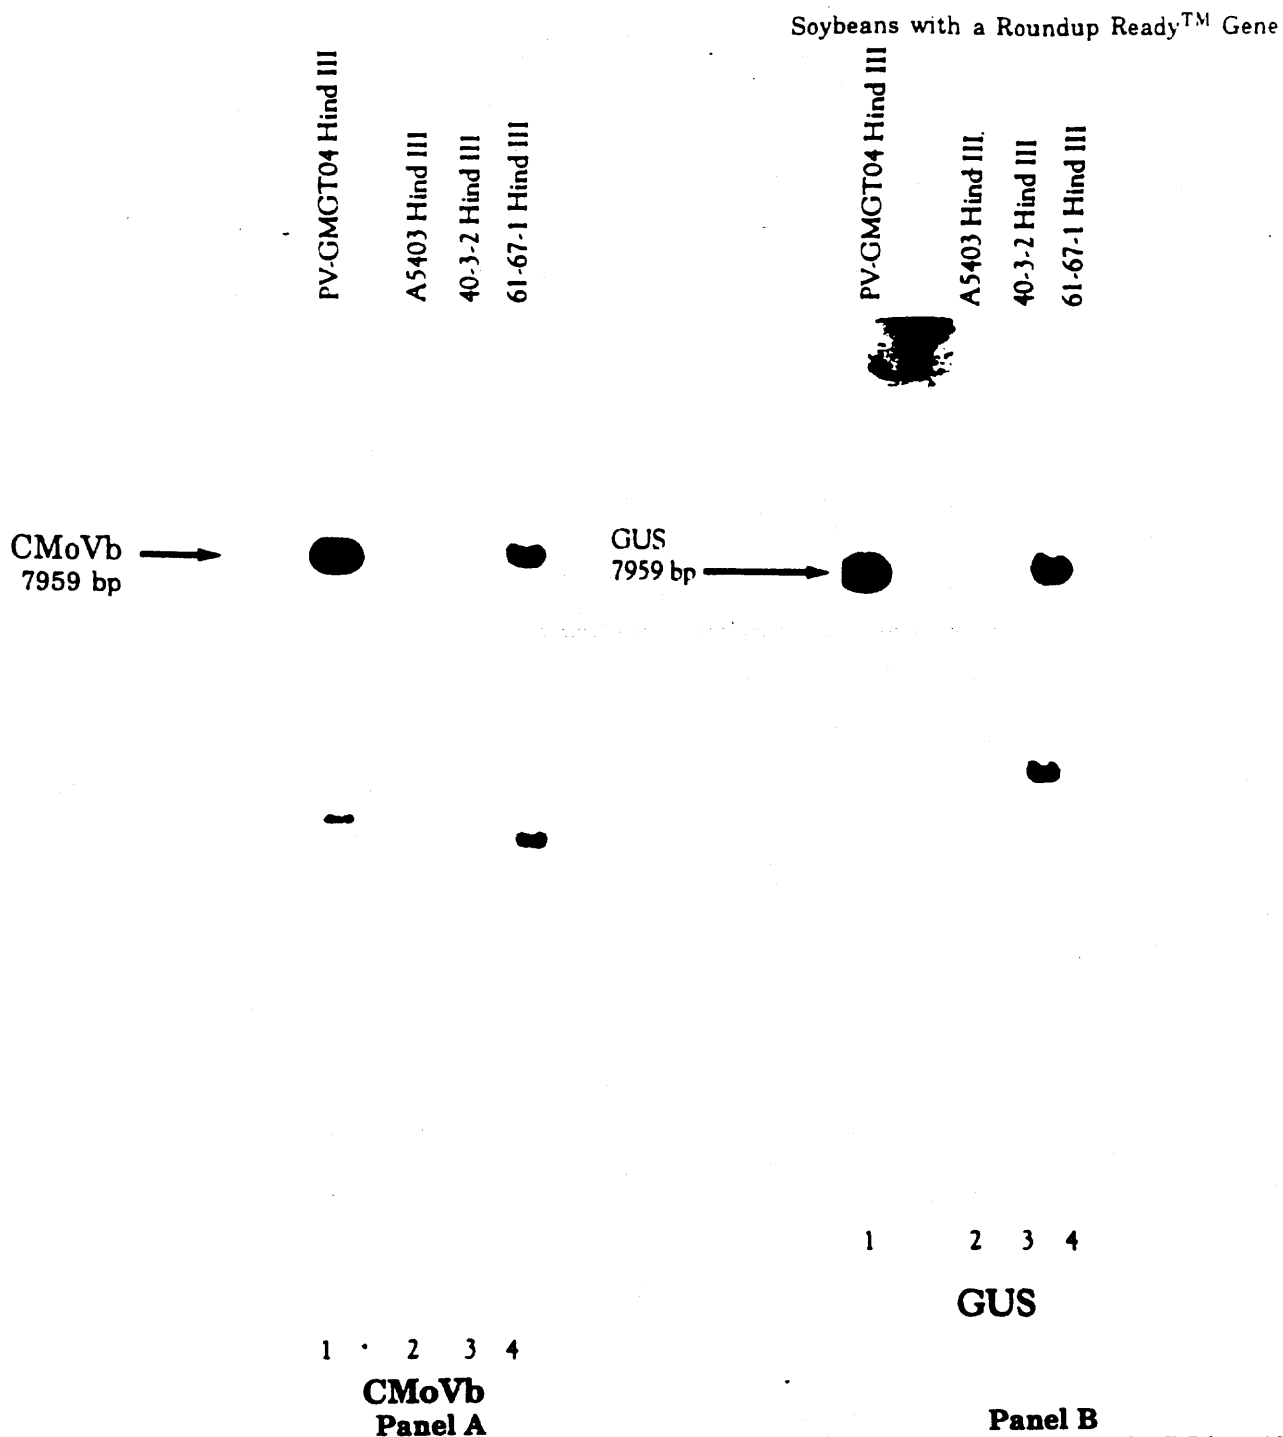 Soybeans with a Roundup Ready™ Gene
PV-GMGT04 Hind III
A5403 Hind III
40-3-2 Hind III
61-67-1 Hind III
PV-GMGT04 Hind III
A5403 Hind III.
40-3-2 Hind III
61-67-1 Hind III
CMoVb
7959 bp
GUS
7959 bp
1 2 3 4
GUS
1 2 3 4
CMoVb
Panel A
Panel B